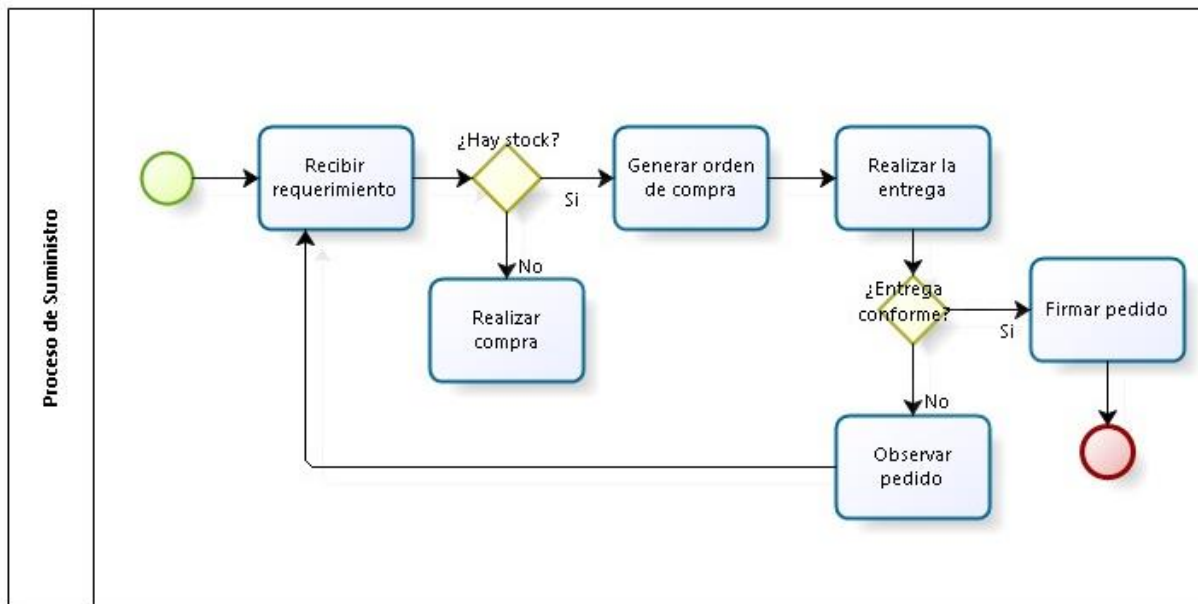 Proceso de Suministro
Recibir
requerimiento
¿Hay stock?
Si
No
Realizar
compra
Generar orden
de compra
Realizar la
entrega
¿Entrega
conforme?
Si
No
Firmar pedido
Observar
pedido